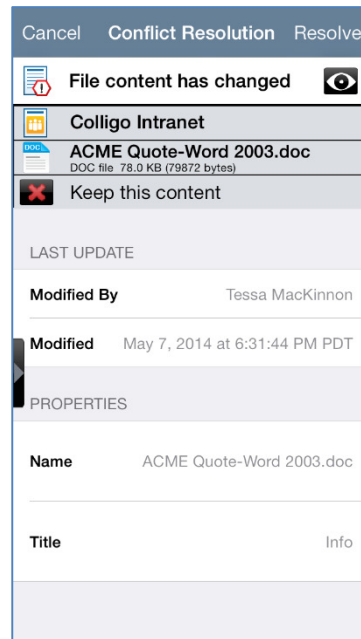 Cancel Conflict Resolution Resolve
File content has changed
Colligo Intranet
DOC
ACME Quote-Word 2003.doc
DOC file 78.0 KB (79872 bytes)
Keep this content
LAST UPDATE
Modified By Tessa MacKinnon
Modified May 7, 2014 at 6:31:44 PM PDT
PROPERTIES
Name ACME Quote-Word 2003.doc
Title Info